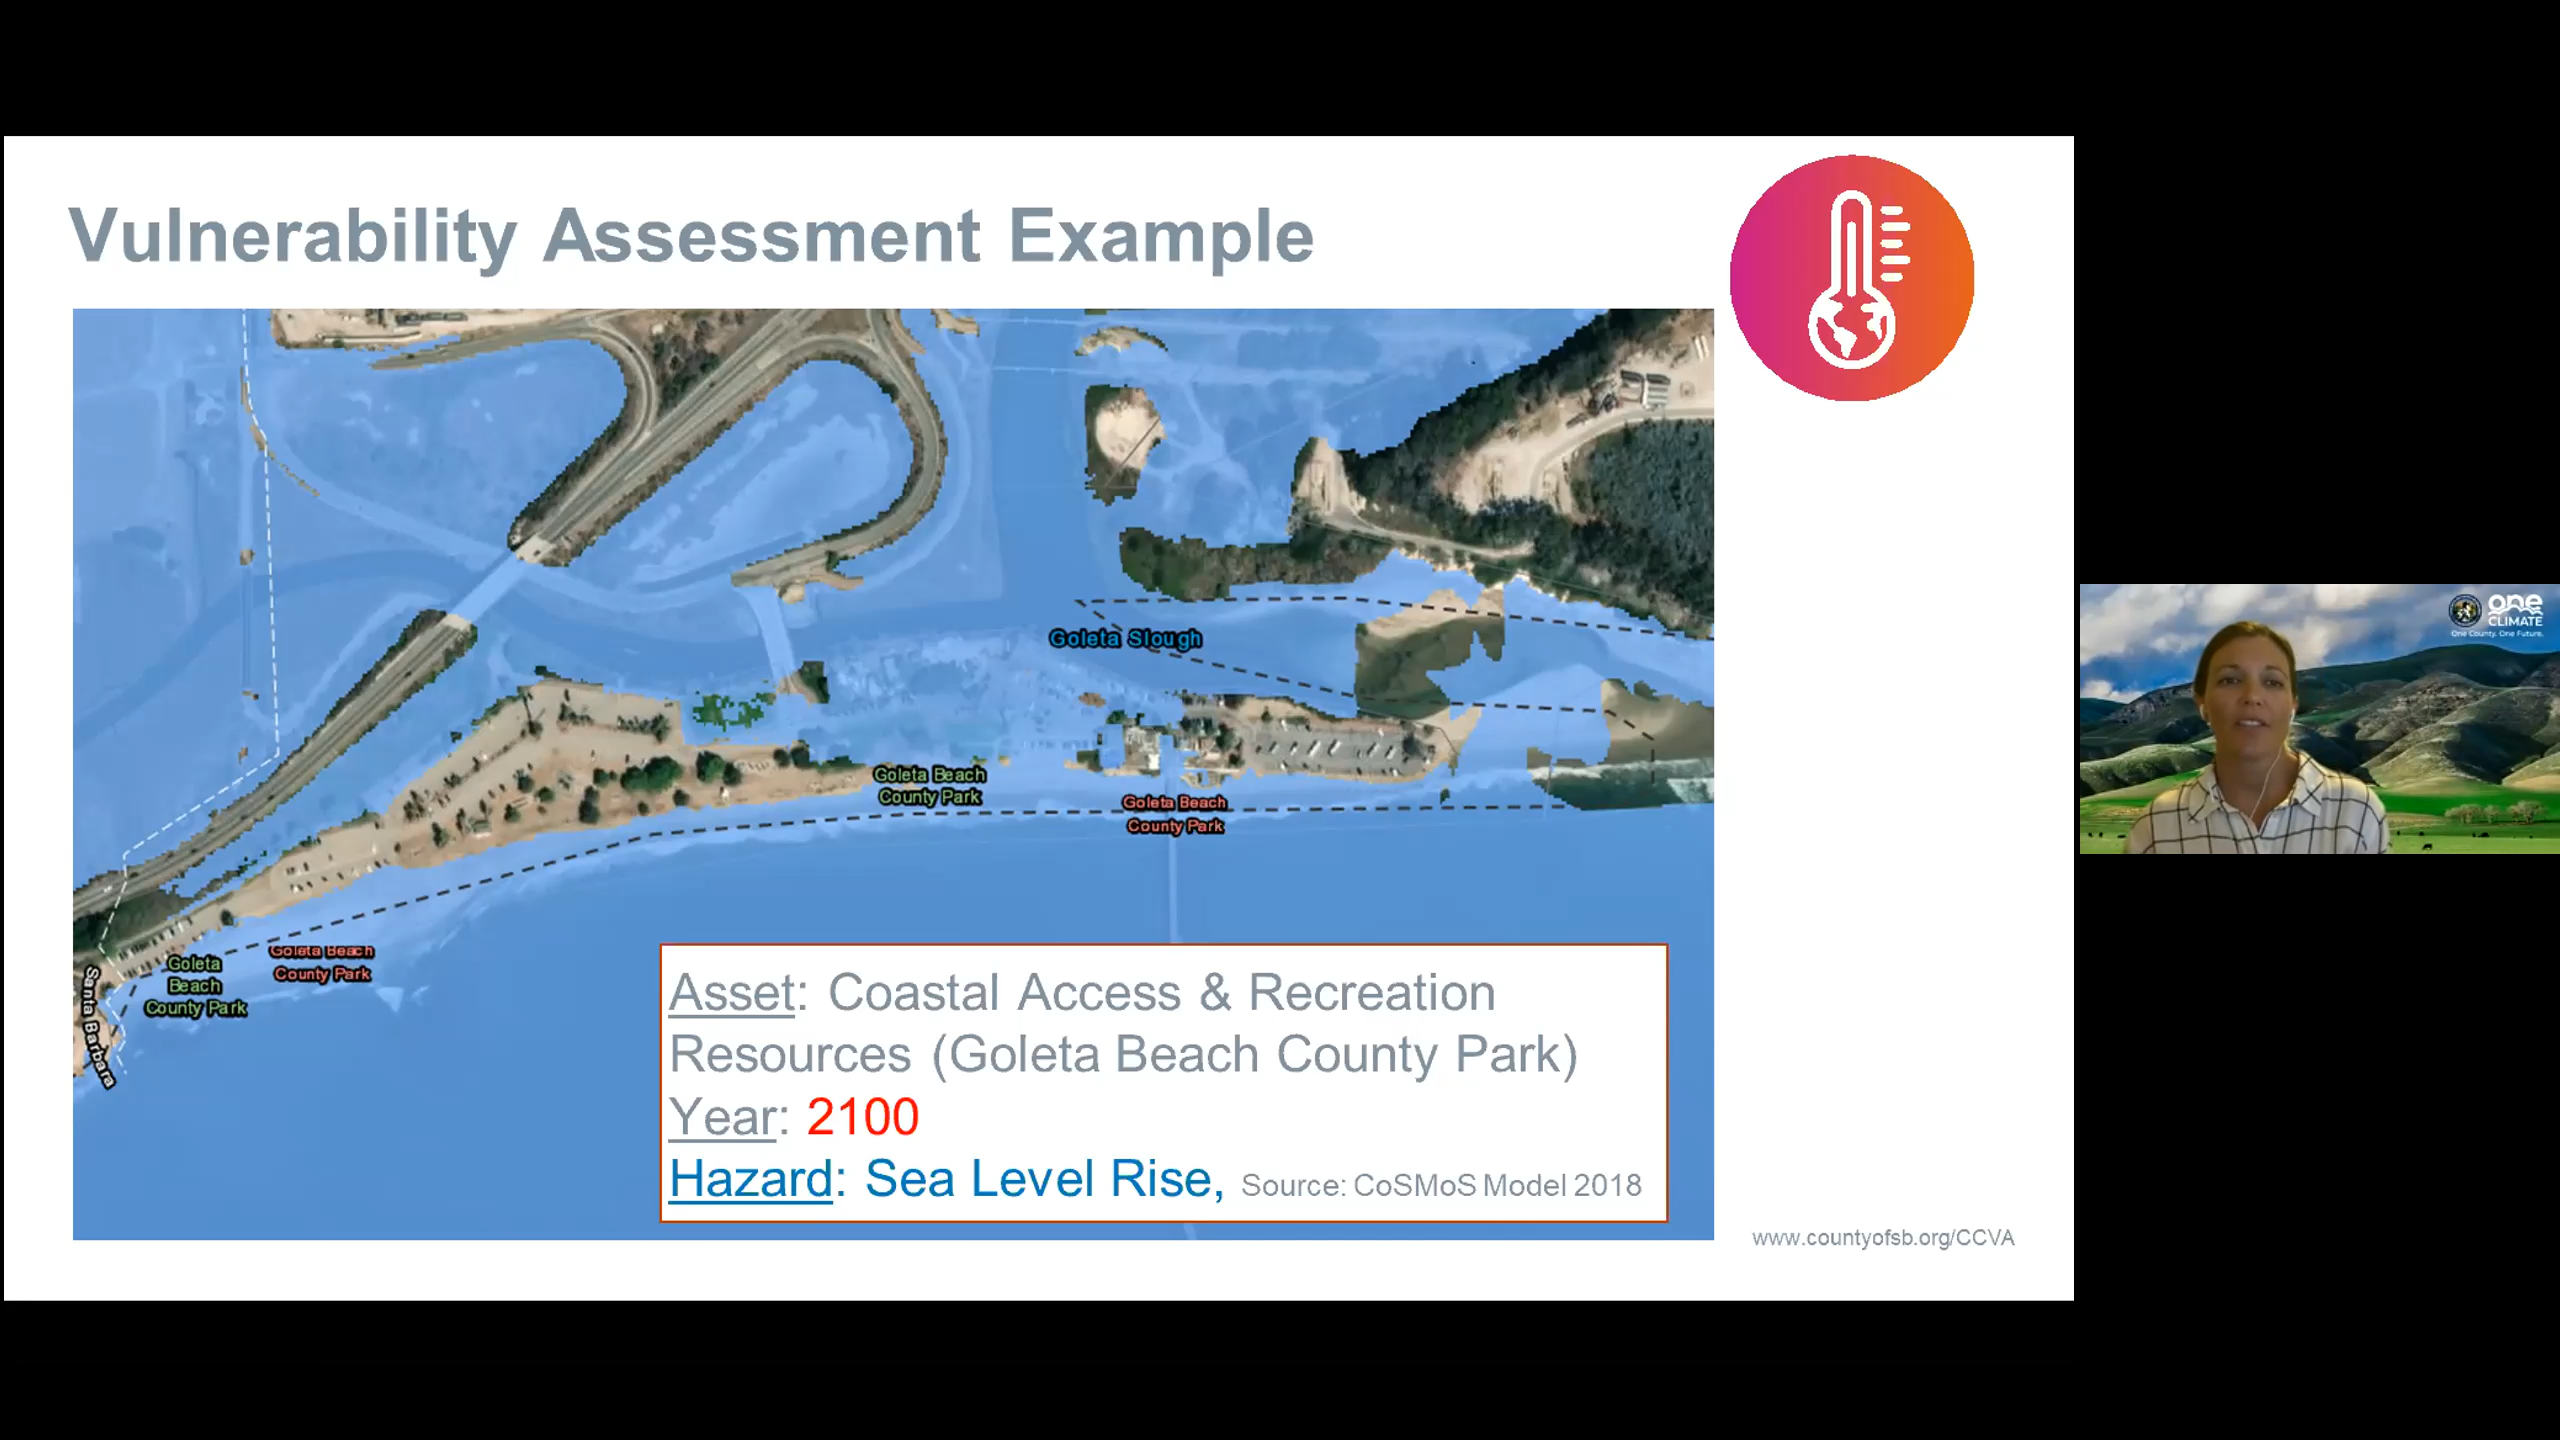 Vulnerability Assessment Example
Goleta Slough
Goleta Beach
County Park
Goleta Beach
County Park
Goleta Beach
County Park
Goleta
Beach
County Park
Santa Barbara
Asset: Coastal Access & Recreation
Resources (Goleta Beach County Park)
Year: 2100
Hazard: Sea Level Rise, Source: CoSMoS Model 2018
www.countyofsb.org/CCVA
one
CLIMATE
One County. One Future.